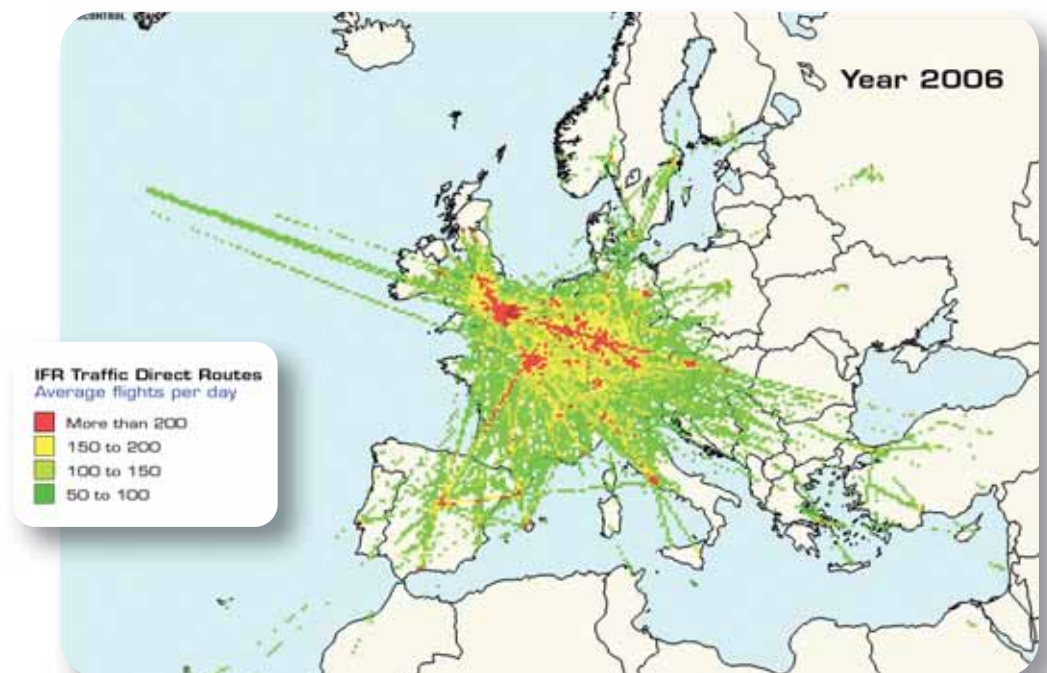 Year 2006
IFR Traffic Direct Routes
Average flights per day
More than 200
150 to 200
100 to 150
50 to 100